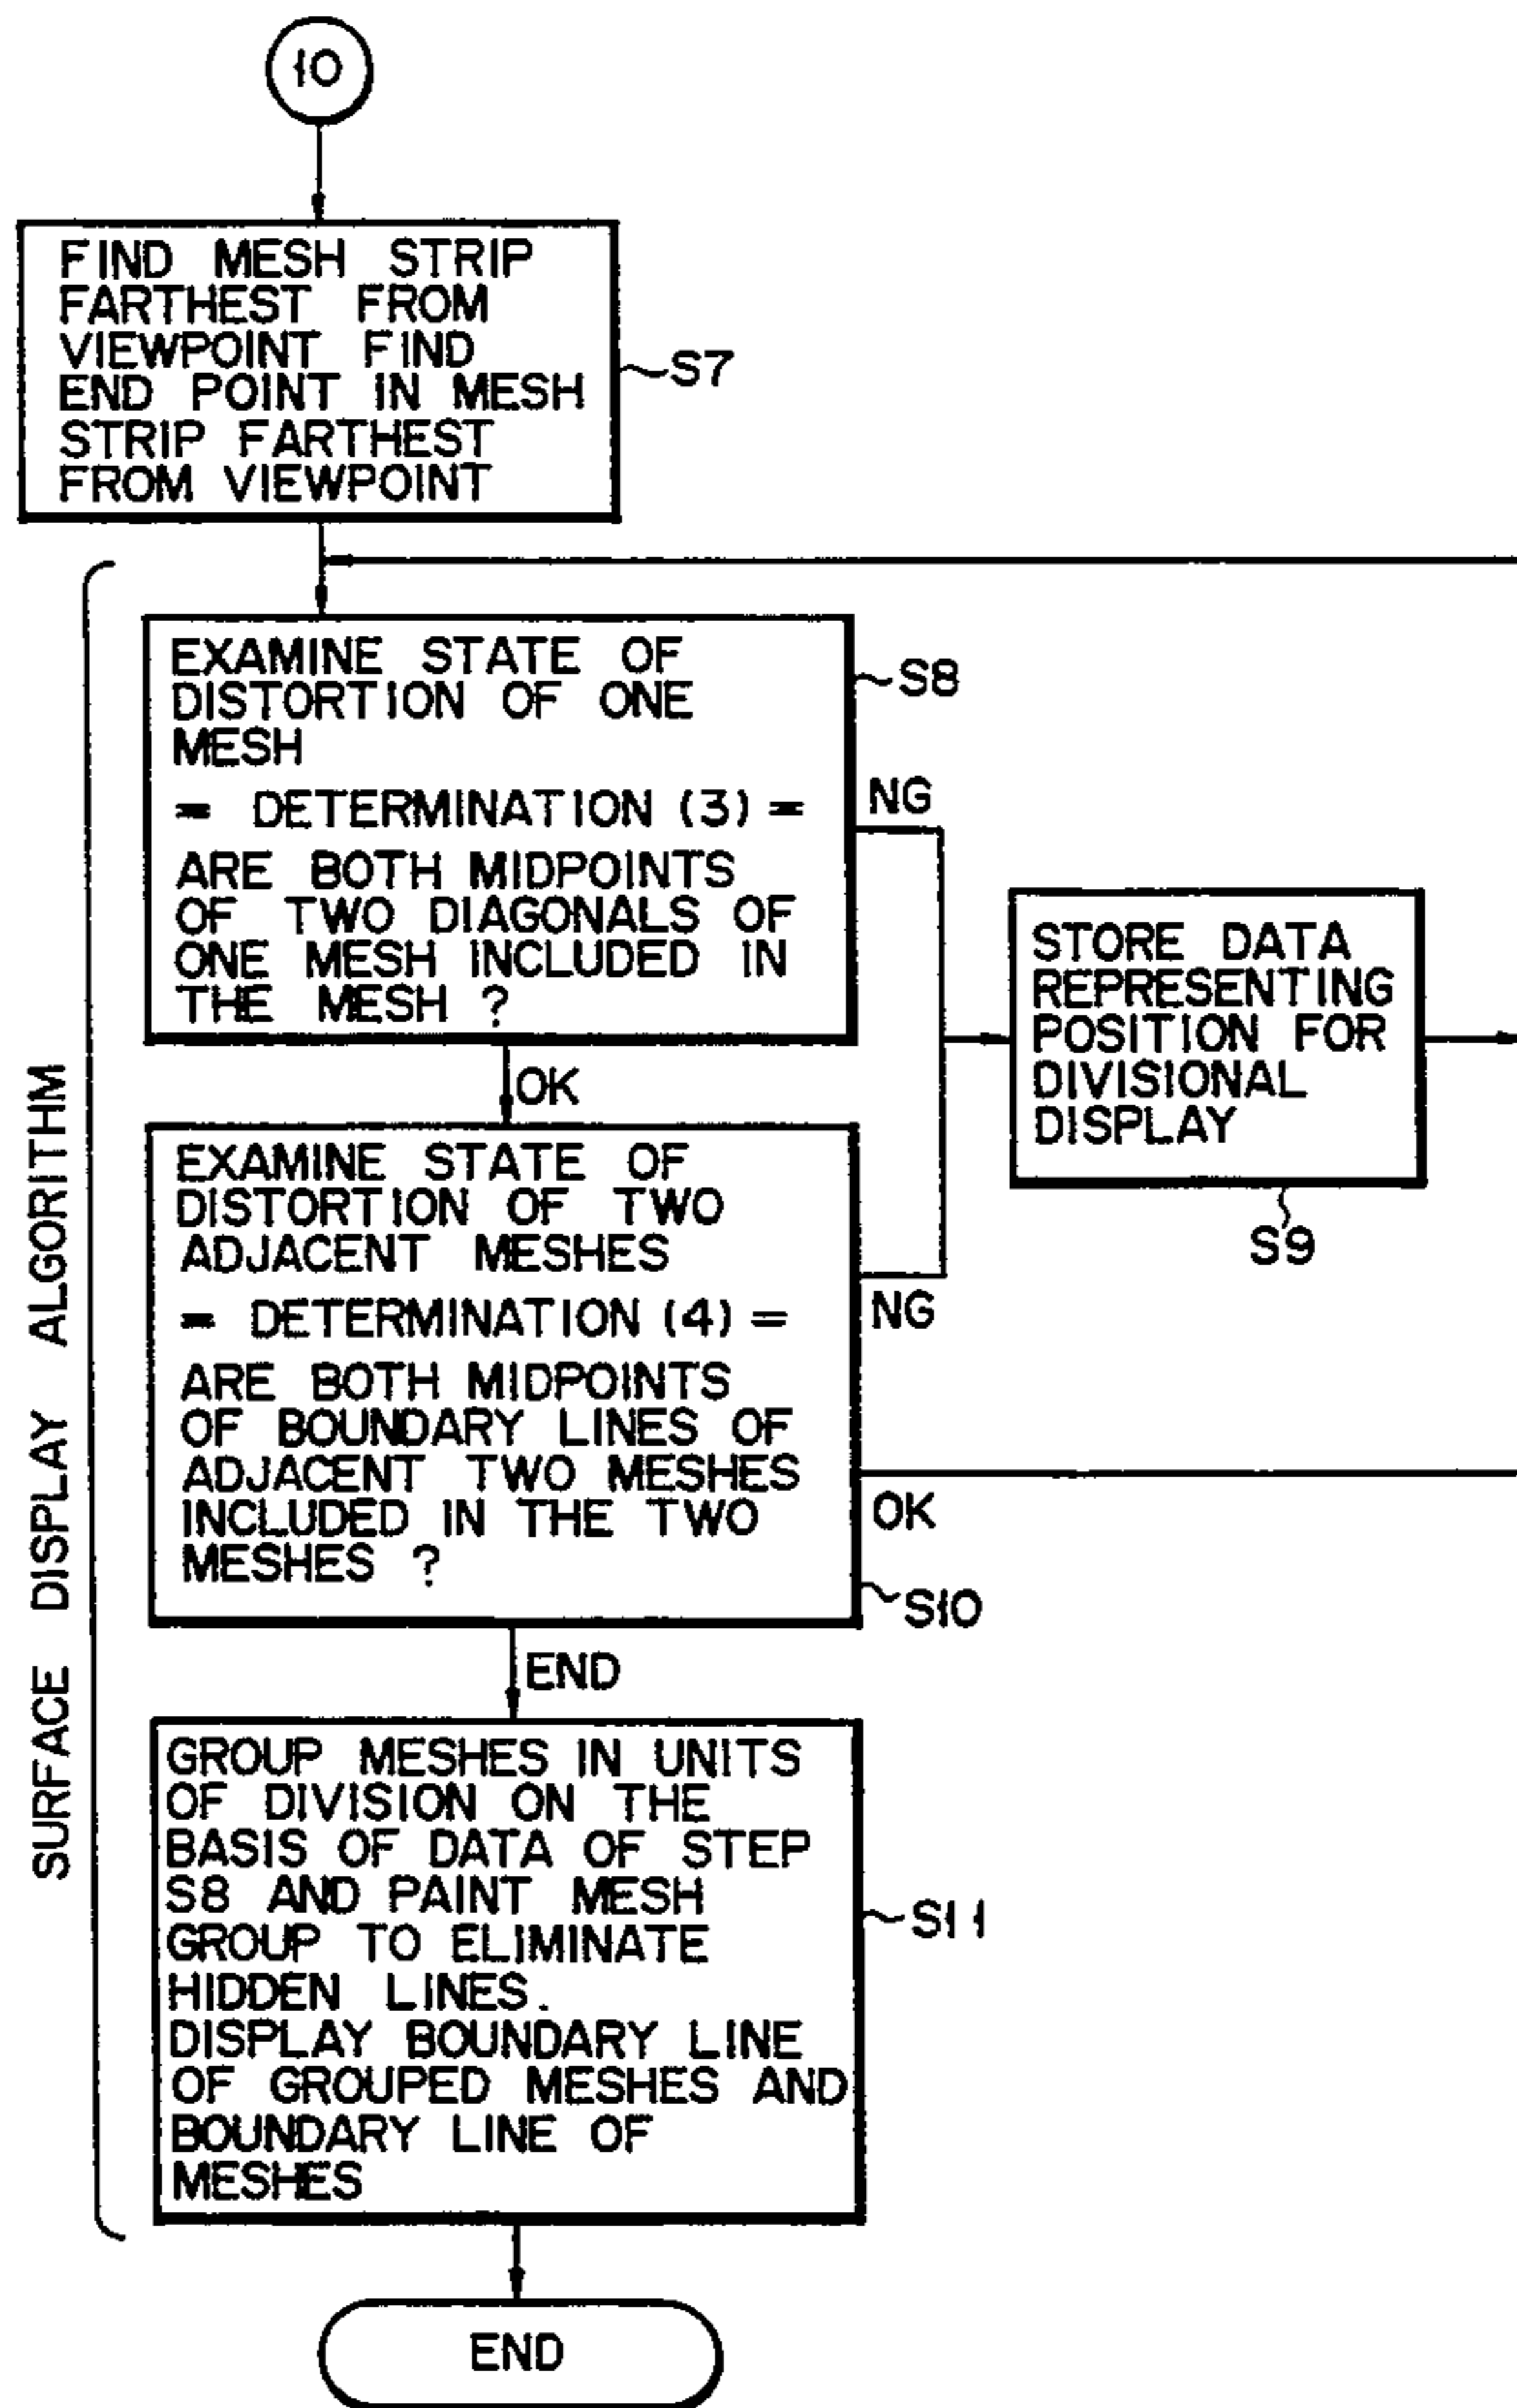 10
FIND MESH STRIP
FARTHEST FROM
VIEWPOINT FIND
END POINT IN MESH
STRIP FARTHEST
FROM VIEWPOINT
S7
SURFACE DISPLAY ALGORITHM
EXAMINE STATE OF
DISTORTION OF ONE
MESH
= DETERMINATION (3) =
ARE BOTH MIDPOINTS
OF TWO DIAGONALS OF
ONE MESH INCLUDED IN
THE MESH ?
S8
NG
OK
STORE DATA
REPRESENTING
POSITION FOR
DIVISIONAL
DISPLAY
S9
EXAMINE STATE OF
DISTORTION OF TWO
ADJACENT MESHES
= DETERMINATION (4) =
ARE BOTH MIDPOINTS
OF BOUNDARY LINES OF
ADJACENT TWO MESHES
INCLUDED IN THE TWO
MESHES ?
NG
OK
S10
END
GROUP MESHES IN UNITS
OF DIVISION ON THE
BASIS OF DATA OF STEP
S8 AND PAINT MESH
GROUP TO ELIMINATE
HIDDEN LINES.
DISPLAY BOUNDARY LINE
OF GROUPED MESHES AND
BOUNDARY LINE OF
MESHES
S11
END